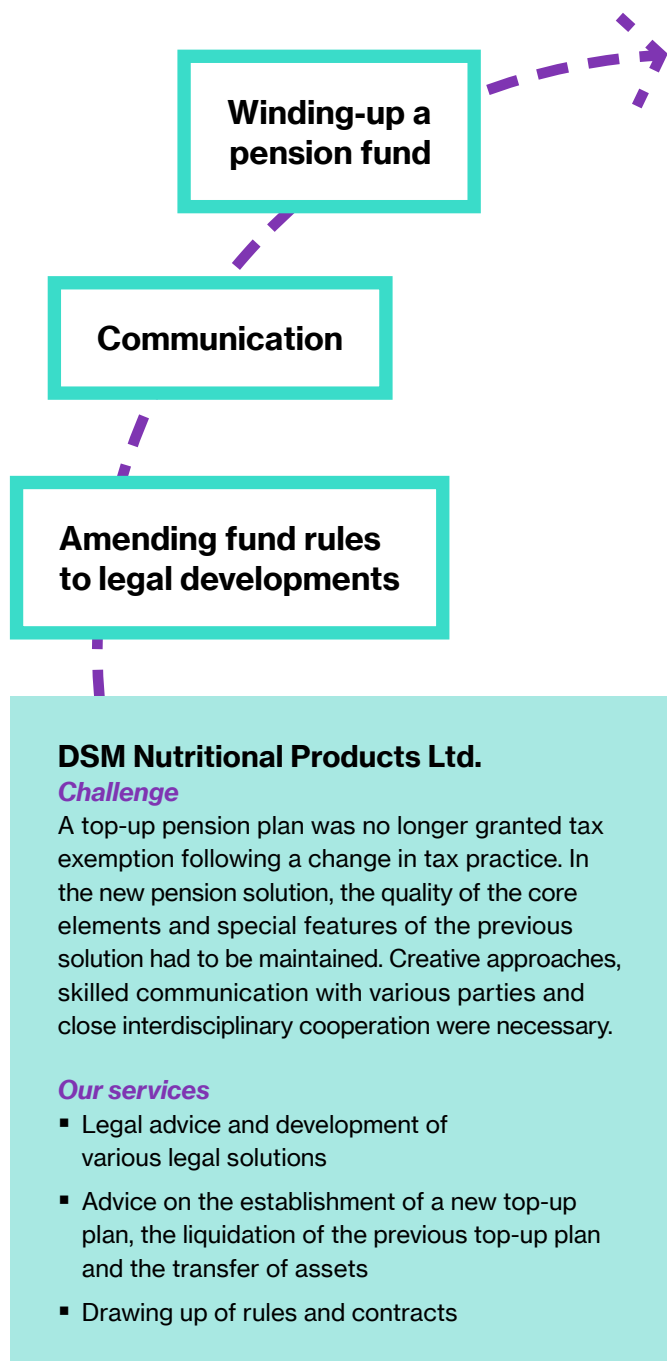 Winding-up a
pension fund
Communication
Amending fund rules
to legal developments
DSM Nutritional Products Ltd.
Challenge
A top-up pension plan was no longer granted tax
exemption following a change in tax practice. In
the new pension solution, the quality of the core
elements and special features of the previous
solution had to be maintained. Creative approaches,
skilled communication with various parties and
close interdisciplinary cooperation were necessary.
Our services
▪ Legal advice and development of
various legal solutions
▪ Advice on the establishment of a new top-up
plan, the liquidation of the previous top-up plan
and the transfer of assets
▪ Drawing up of rules and contracts